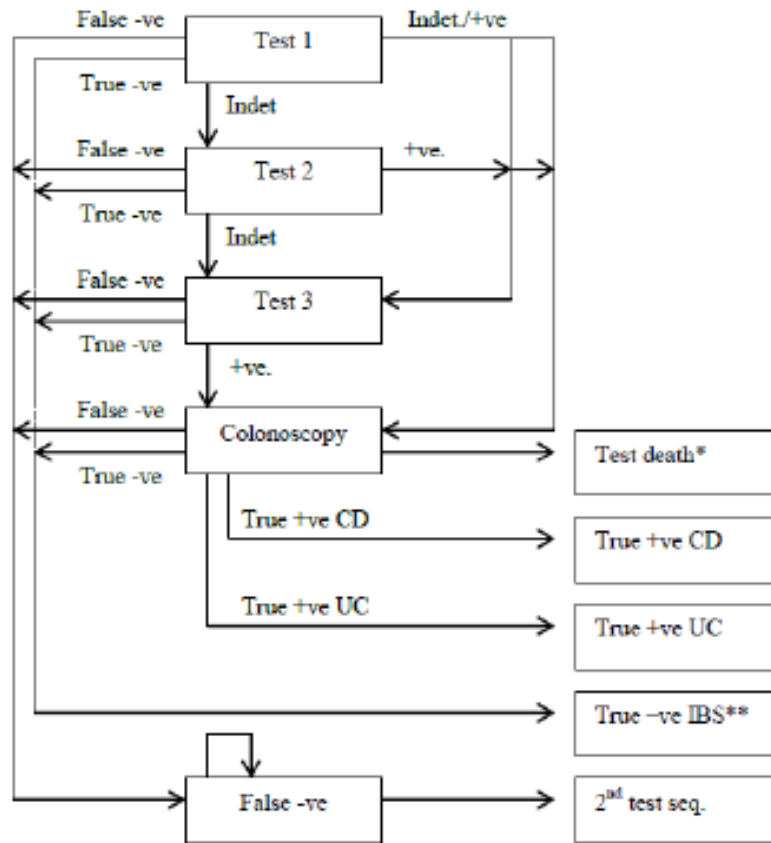 False -ve
Test 1
Indet./+ve
True -ve
Indet
False -ve
Test 2
+ve.
True -ve
Indet
False -ve
Test 3
True -ve
+ve.
False -ve
Colonoscopy
True -ve
Test death*
True +ve CD
True +ve CD
True +ve UC
True +ve UC
True –ve IBS**
False -ve
2nd test seq.